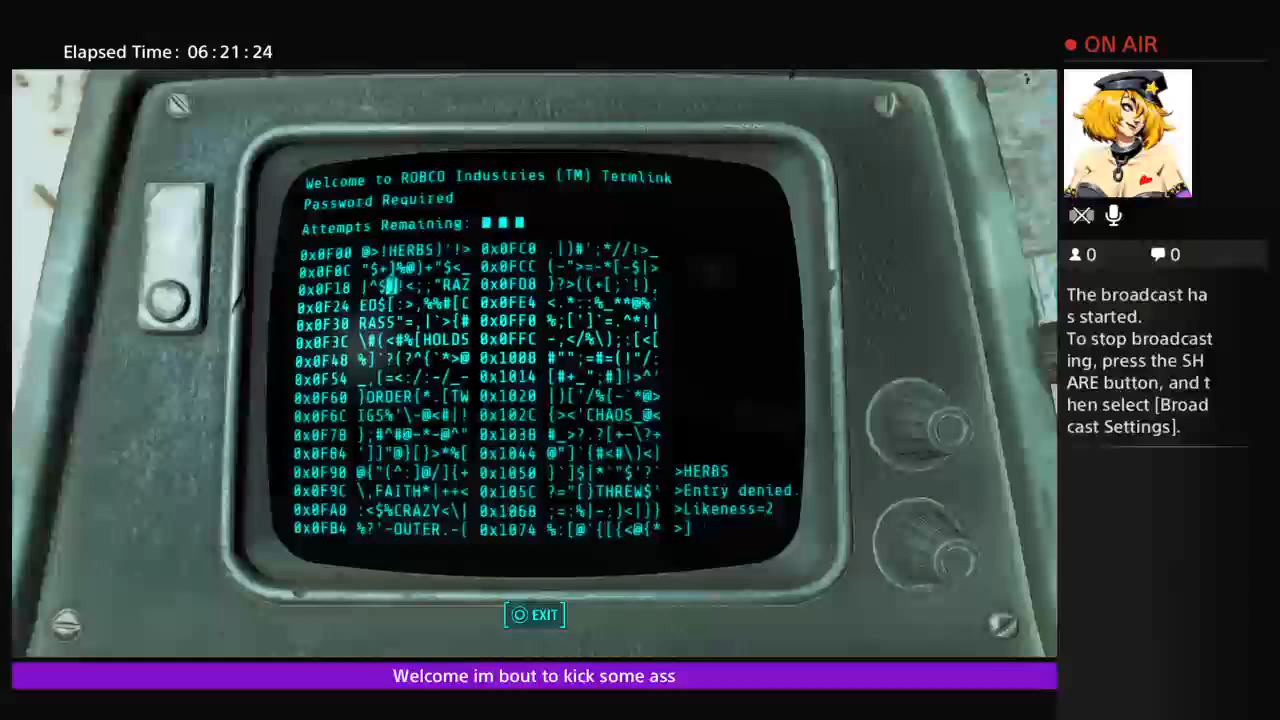 Elapsed Time: 06:21:24
ON AIR
Welcome to ROBCO Industries (TM) Termlink
Password Required
Attempts Remaining:
0x0F00 @>!HERBS)'!> 0x0FC0 .|)#';*//!>_
0x0F0C "$+]%@)+"$<_ 0x0FCC (-">=-*[-$|>
0x0F18 0x0FD8 }?>((+[;`!),
0x0F24 ED$[:>,%%#[C 0x0FE4
0x0F30 RASS"=,|`>{# 0x0FF0 %;[']`=.^*!|
0x0F3C \#(<#%[HOLDS 0x0FFC -,</%\);:[<[
0x0F48 %]`?(?^{`*>@ 0x1008 #"";=#=(!"/:
0x0F54 _,[=<:/:-/_- 0x1014 [#+_";#]!>^'
0x0F60 }ORDER(*.[TW 0x1020 |)['/%{-`*@>
0x0F6C IGS%'\-@<#|! 0x102C {><'CHAOS_@<
0x0F78 };#^#@-*-@^" 0x1038 #_>?.?[+-\?+
0x0F84 ']]"@}[}>*%[ 0x1044 @"]`{#<#\)<|
0x0F90 @{"(^:]@/]{+ 0x1050 }`]$|*`"$'?` >HERBS
0x0F9C \,FAITH*|++< 0x105C ?="[}THREW$' >Entry denied.
0x0FA8 :<$%CRAZY<\| 0x1068 ;=:%|-;)<|}} >Likeness=2
0x0FB4 %?'-OUTER.-( 0x1074 %:[@'{[{<@{* >]
EXIT
0 0
The broadcast ha
s started.
To stop broadcast
ing, press the SH
ARE button, and t
hen select [Broad
cast Settings].
Welcome im bout to kick some ass